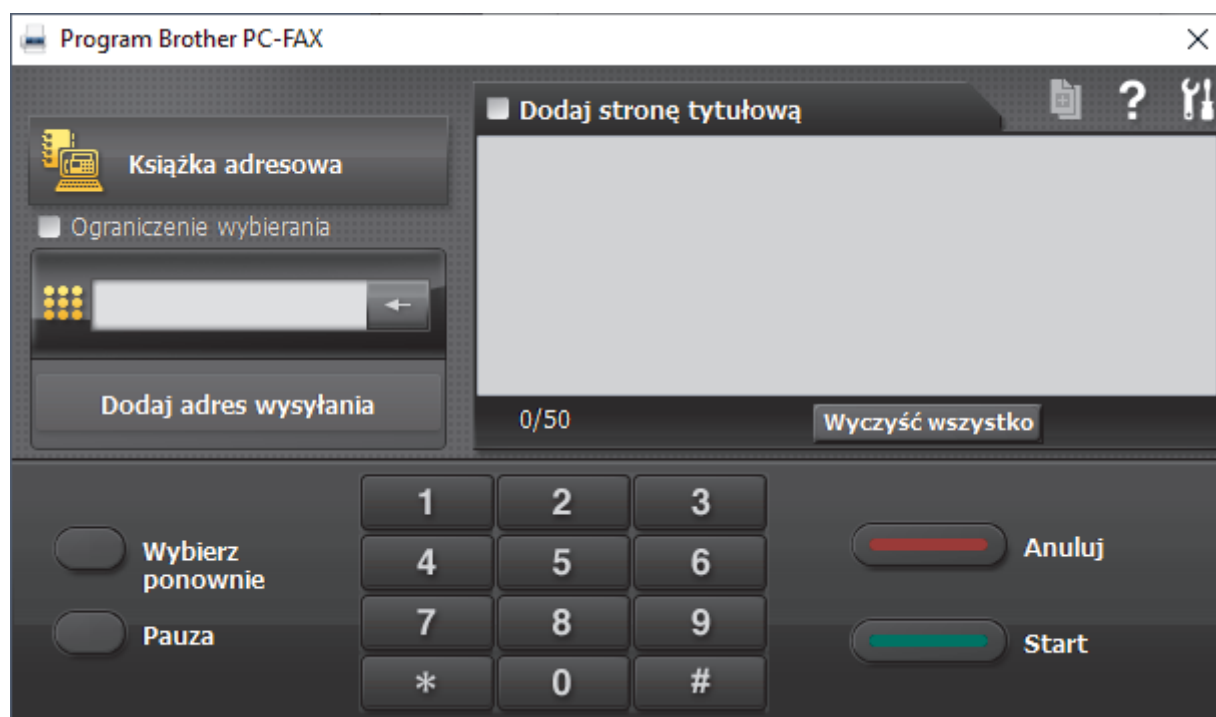 Program Brother PC-FAX
Dodaj stronę tytułową
?
Książka adresowa
Ograniczenie wybierania
Dodaj adres wysyłania
0/50
Wyczyść wszystko
Wybierz
ponownie
Pauza
1 2 3
4 5 6
7 8 9
* 0 #
Anuluj
Start